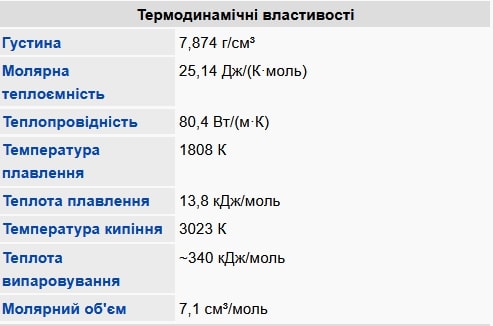 Термодинамічні властивості
Густина 7,874 г/см³
Молярна 25,14 Дж/(К·моль)
теплоємність
Теплопровідність 80,4 Вт/(м·К)
Температура 1808 К
плавлення
Теплота плавлення 13,8 кДж/моль
Температура кипіння 3023 К
Теплота ~340 кДж/моль
випаровування
Молярний об'єм 7,1 см³/моль